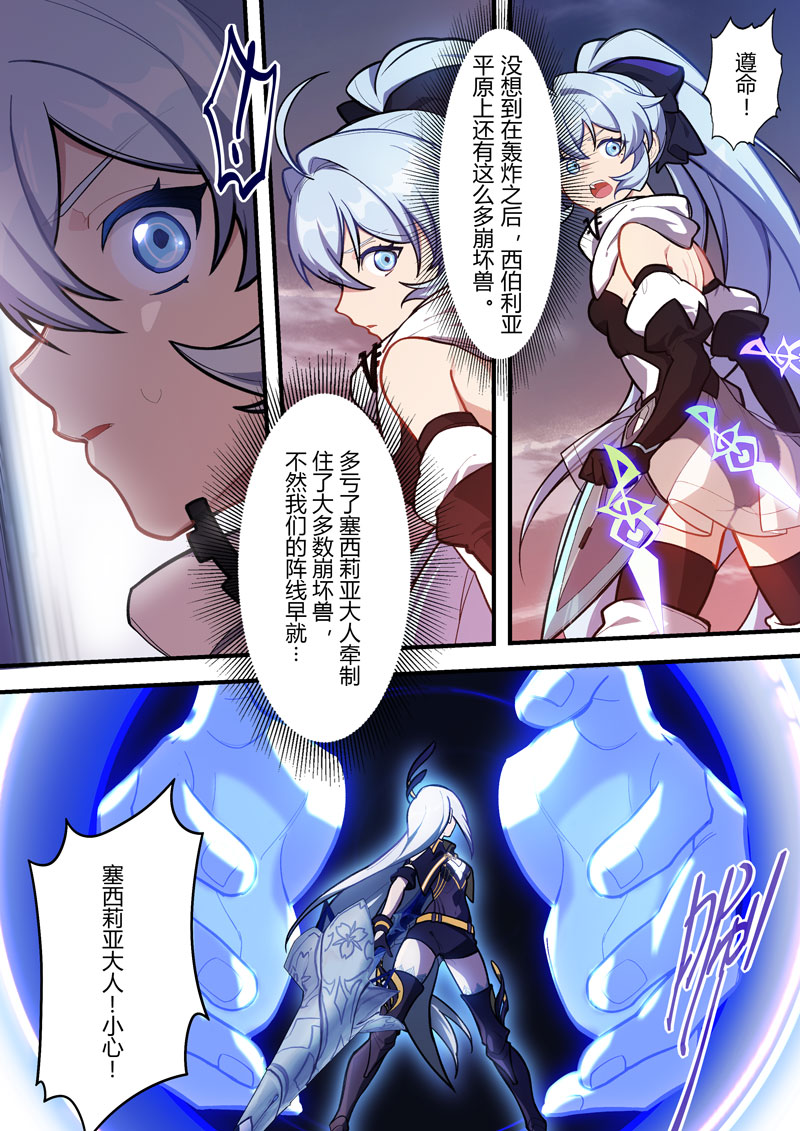 遵命！
没想到在轰炸之后，西伯利亚
平原上还有这么多崩坏兽。
！？
多亏了塞西莉亚大人牵制
住了大多数崩坏兽，
不然我们的阵线早就…
塞西莉亚大人！小心！